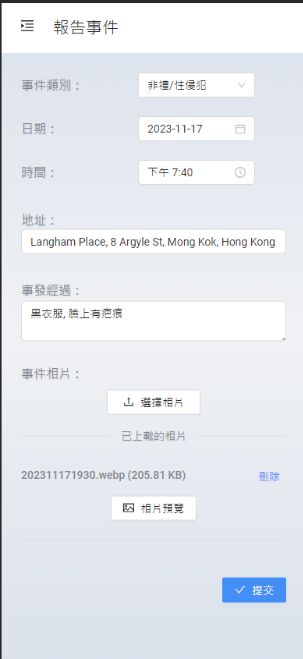 報告事件
事件類別：
非禮/性侵犯
日期：
2023-11-17
時間：
下午 7:40
地址：
Langham Place, 8 Argyle St, Mong Kok, Hong Kong
事發經過：
黑衣服, 臉上有疤痕
事件相片：
選擇相片
已上載的相片
202311171930.webp (205.81 KB)
刪除
相片預覽
提交